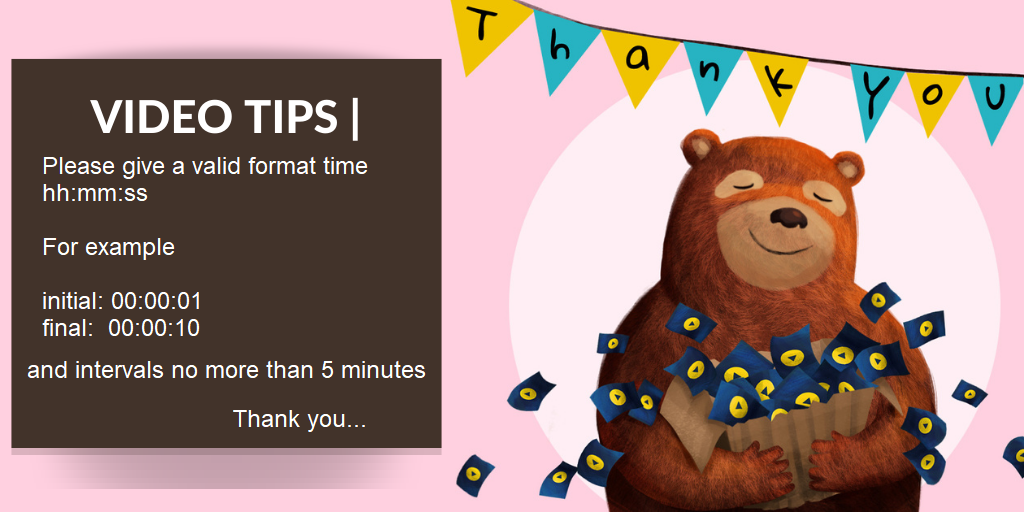 Thank You
VIDEO TIPS |
Please give a valid format time
hh:mm:ss
For example
initial: 00:00:01
final: 00:00:10
and intervals no more than 5 minutes
Thank you...